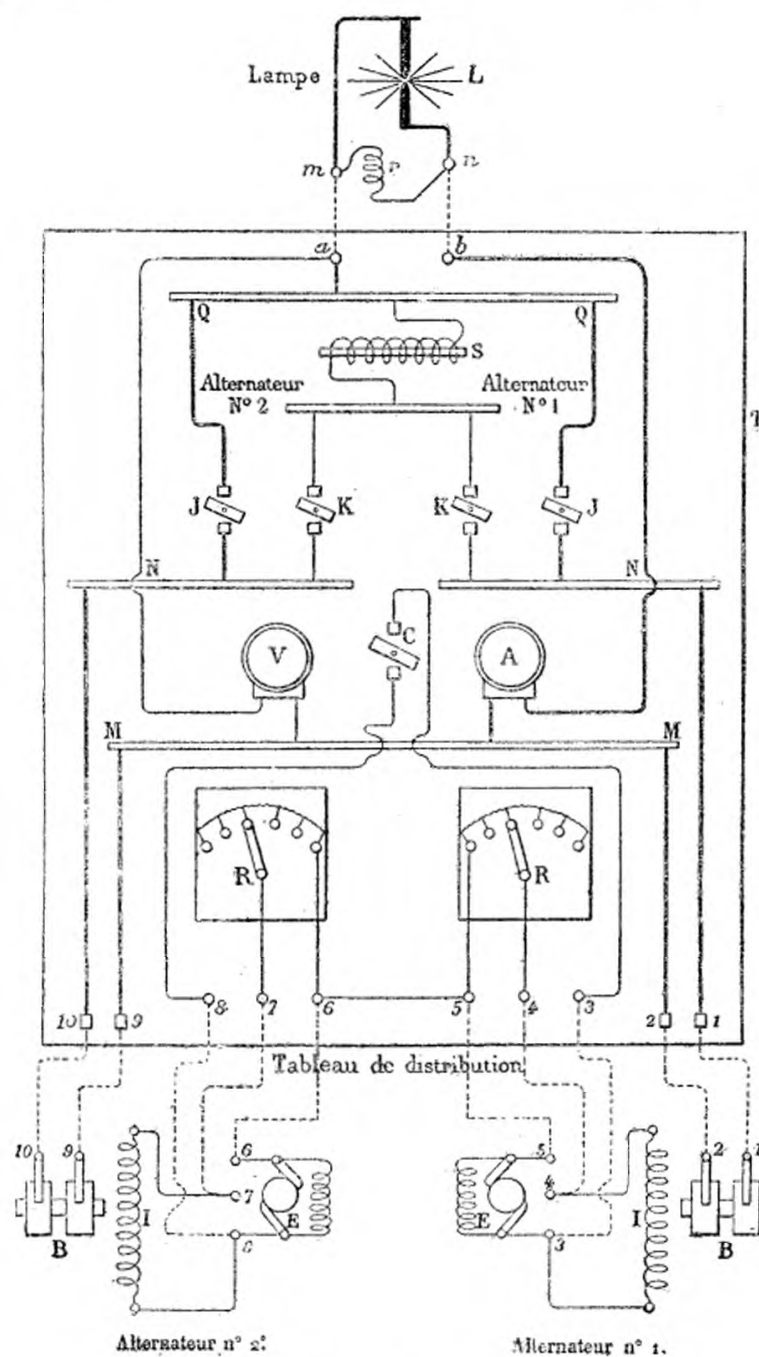 Lampe L
m r n
a b
Q Q
S
Alternateur
N° 2
Alternateur
N° 1
T
J K K J
N N
C
V A
M M
R R
8 7 6 5 4 3
10 9 2 1
Tableau de distribution
10 9 6 5 2 1
7 4
I E E I
8 3
B B
Alternateur n° 2.
Alternateur n° 1.